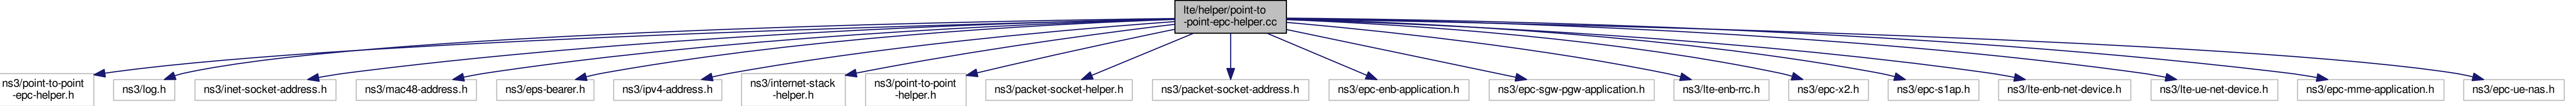 lte/helper/point-to
-point-epc-helper.cc
ns3/point-to-point
-epc-helper.h
ns3/log.h
ns3/inet-socket-address.h
ns3/mac48-address.h
ns3/eps-bearer.h
ns3/ipv4-address.h
ns3/internet-stack
-helper.h
ns3/point-to-point
-helper.h
ns3/packet-socket-helper.h
ns3/packet-socket-address.h
ns3/epc-enb-application.h
ns3/epc-sgw-pgw-application.h
ns3/lte-enb-rrc.h
ns3/epc-x2.h
ns3/epc-s1ap.h
ns3/lte-enb-net-device.h
ns3/lte-ue-net-device.h
ns3/epc-mme-application.h
ns3/epc-ue-nas.h